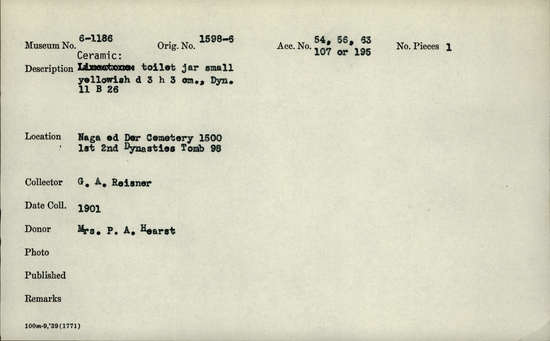 Museum No. 6-1186 Orig. No. 1598-6 Acc. No. 54, 56, 63 107 or 195 No. Pieces 1
Ceramic:
Description Limestone: toilet jar small
yellowish d 3 h 3 cm., Dyn.
11 B 26
Location Naga ed Der Cemetery 1500
1st 2nd Dynasties Tomb 98
Collector G. A. Reisner
Date Coll. 1901
Donor Mrs. P. A. Hearst
Photo
Published
Remarks
100m-9,'39(1771)